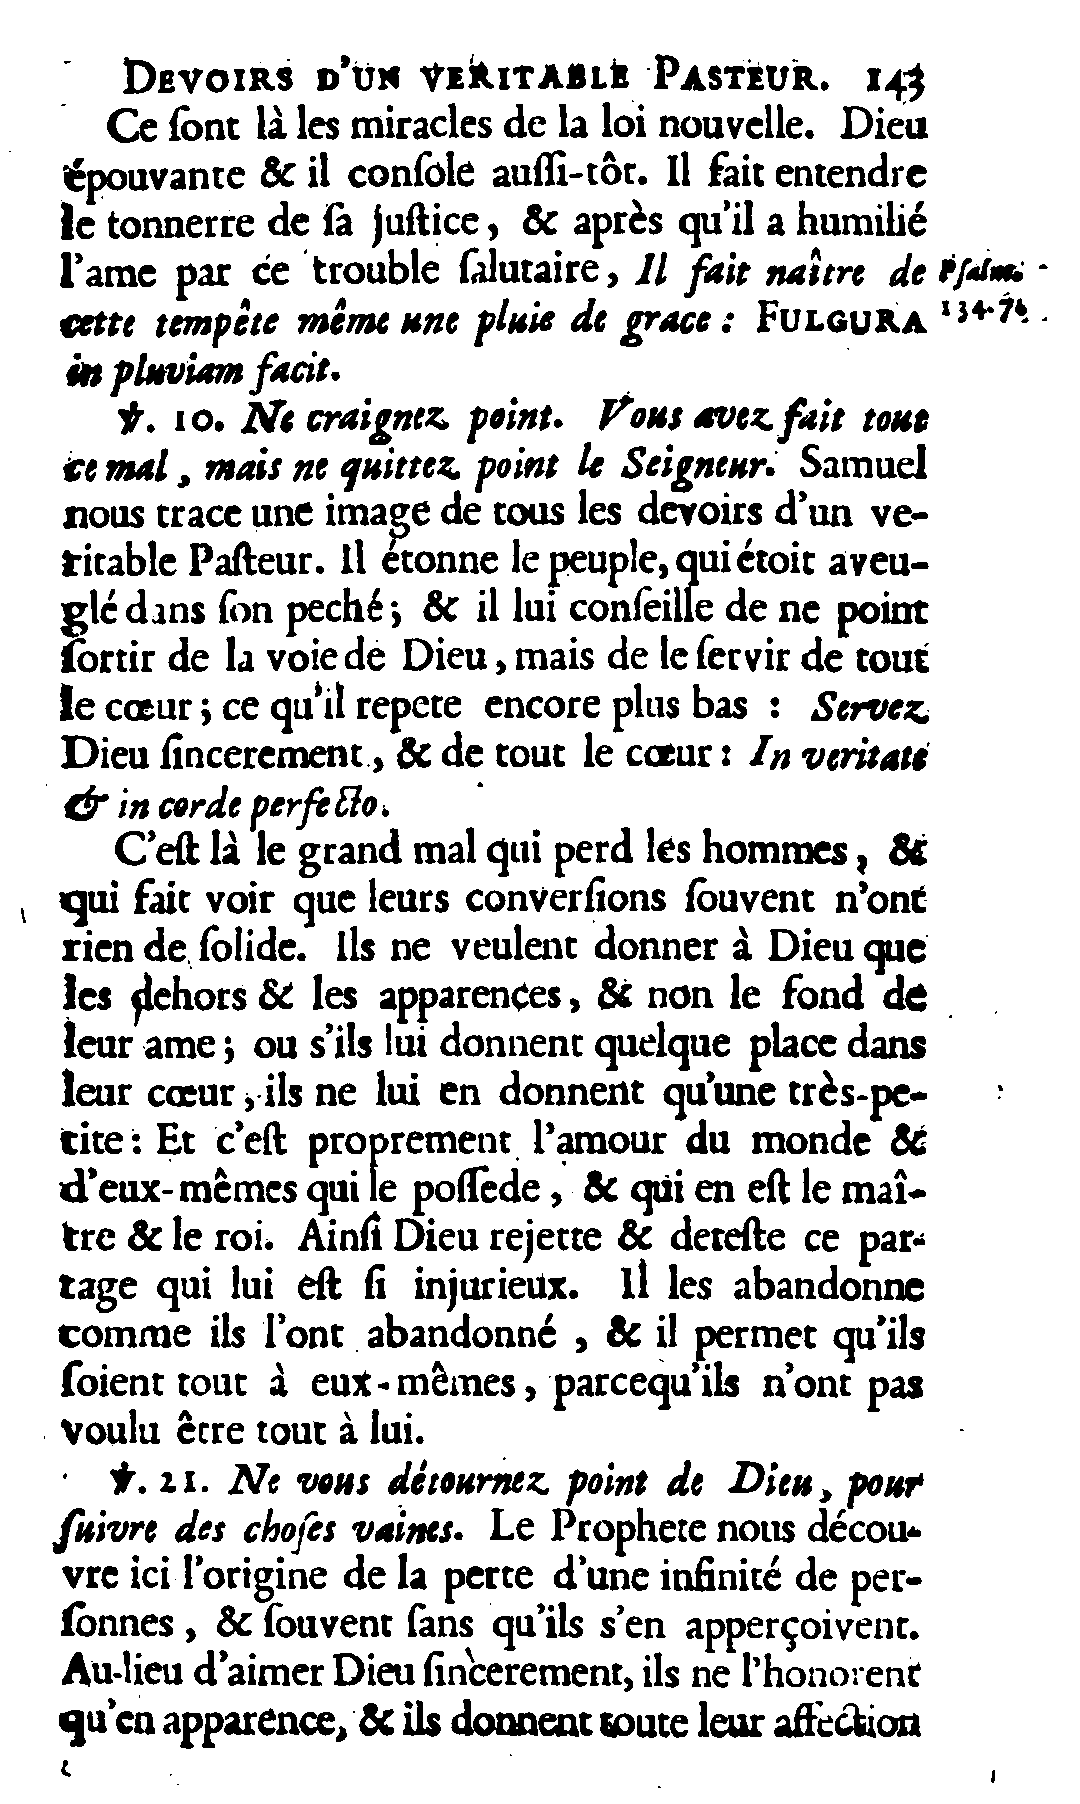 DEVOIRS D'UN VERITABLE PASTEUR. 143
Ce ſont là les miracles de la loi nouvelle. Dieu
épouvante & il conſole auſſi-tôt. Il fait entendre
le tonnerre de ſa juſtice, & après qu'il a humilié
l'ame par ce trouble ſalutaire, Il fait naître de
Pſalm.
cette tempête même une pluie de grace : FULGURA
134. 7.
in pluviam facit.
℣. 10. Ne craignez point. Vous avez fait tout
ce mal, mais ne quittez point le Seigneur. Samuel
nous trace une image de tous les devoirs d'un ve-
ritable Paſteur. Il étonne le peuple, qui étoit aveu-
glé dans ſon peché; & il lui conſeille de ne point
ſortir de la voie de Dieu, mais de le ſervir de tout
le cœur; ce qu'il repete encore plus bas : Servez
Dieu ſincerement, & de tout le cœur : In veritate
& in corde perfecto.
C'eſt là le grand mal qui perd les hommes, &
qui fait voir que leurs converſions ſouvent n'ont
rien de ſolide. Ils ne veulent donner à Dieu que
les dehors & les apparences, & non le fond de
leur ame; ou s'ils lui donnent quelque place dans
leur cœur, ils ne lui en donnent qu'une très-pe-
tite : Et c'eſt proprement l'amour du monde &
d'eux-mêmes qui le poſſede, & qui en eſt le maî-
tre & le roi. Ainſi Dieu rejette & deteſte ce par-
tage qui lui eſt ſi injurieux. Il les abandonne
comme ils l'ont abandonné, & il permet qu'ils
ſoient tout à eux-mêmes, parcequ'ils n'ont pas
voulu être tout à lui.
℣. 21. Ne vous détournez point de Dieu, pour
ſuivre des choſes vaines. Le Prophete nous décou-
vre ici l'origine de la perte d'une infinité de per-
ſonnes, & ſouvent ſans qu'ils s'en apperçoivent.
Au-lieu d'aimer Dieu ſincerement, ils ne l'honorent
qu'en apparence, & ils donnent toute leur affection